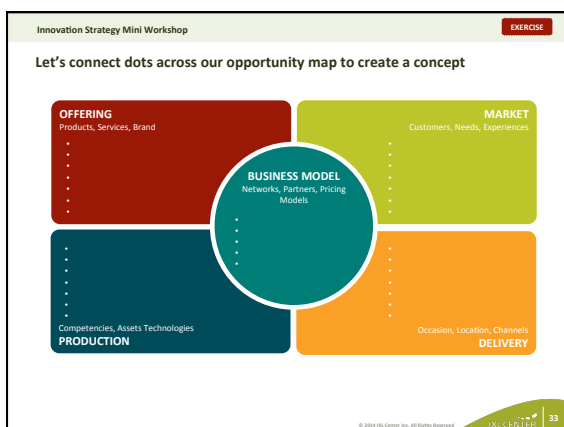 Innovation Strategy Mini Workshop
EXERCISE
Let's connect dots across our opportunity map to create a concept
OFFERING
Products, Services, Brand
MARKET
Customers, Needs, Experiences
BUSINESS MODEL
Networks, Partners, Pricing
Models
Competencies, Assets Technologies
PRODUCTION
Occasion, Location, Channels
DELIVERY
© 2014 IXL Center Inc. All Rights Reserved
IXL CENTER
33